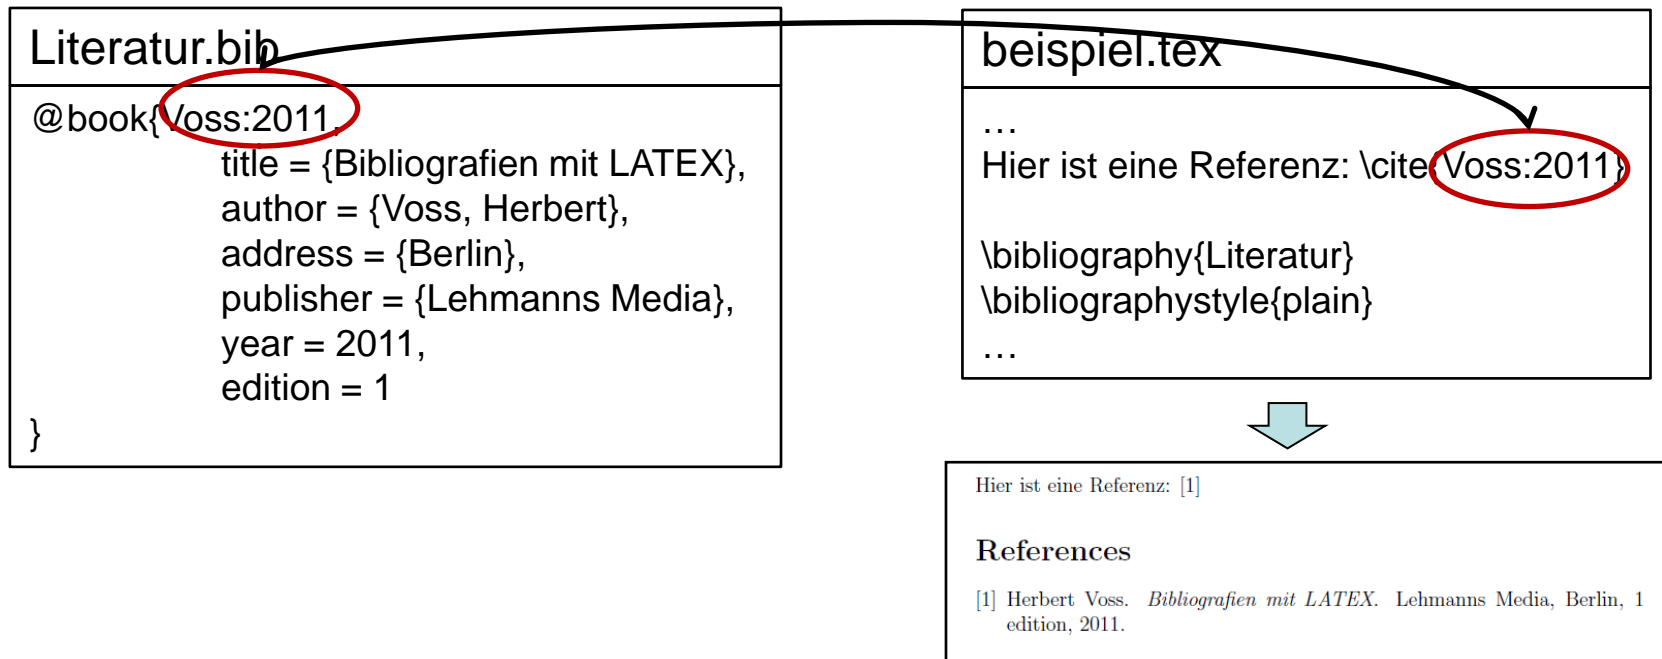 Literatur.bib
@book{Voss:2011,
title = {Bibliografien mit LATEX},
author = {Voss, Herbert},
address = {Berlin},
publisher = {Lehmanns Media},
year = 2011,
edition = 1
}
beispiel.tex
…
Hier ist eine Referenz: \cite{Voss:2011}
\bibliography{Literatur}
\bibliographystyle{plain}
…
Hier ist eine Referenz: [1]
References
[1] Herbert Voss. Bibliografien mit LATEX. Lehmanns Media, Berlin, 1
edition, 2011.